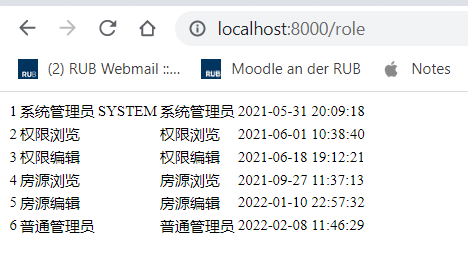 localhost:8000/role
RUB (2) RUB Webmail ::... RUB Moodle an der RUB Notes
1 系统管理员 SYSTEM 系统管理员 2021-05-31 20:09:18
2 权限浏览 权限浏览 2021-06-01 10:38:40
3 权限编辑 权限编辑 2021-06-18 19:12:21
4 房源浏览 房源浏览 2021-09-27 11:37:13
5 房源编辑 房源编辑 2022-01-10 22:57:32
6 普通管理员 普通管理员 2022-02-08 11:46:29